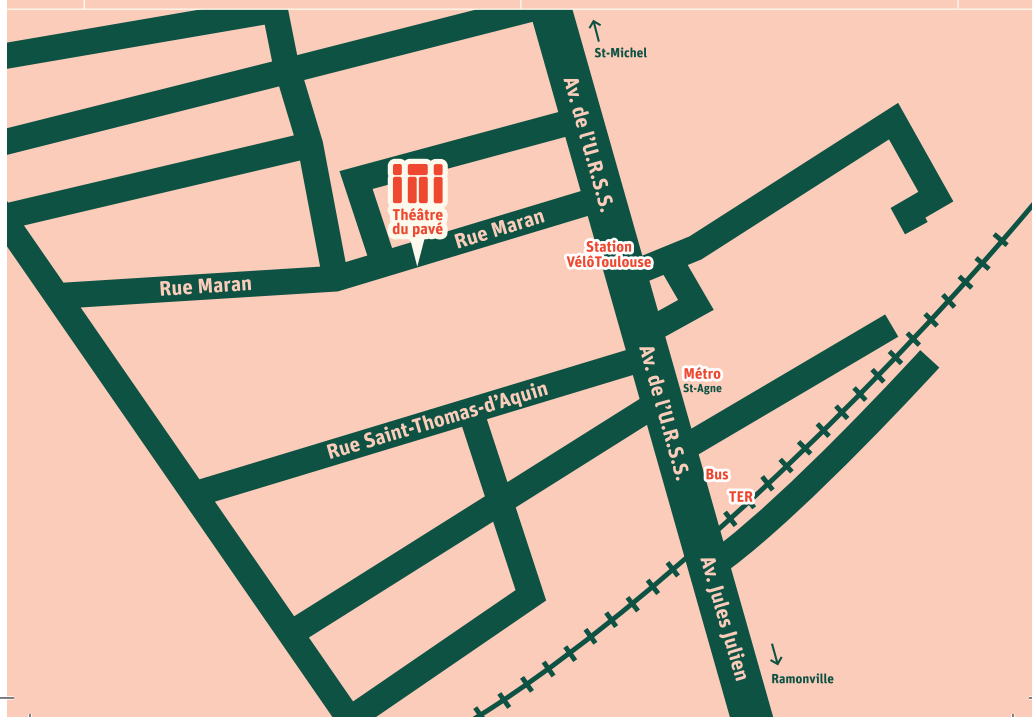 St-Michel
Av. de l'U.R.S.S.
Théâtre
du pavé
Rue Maran
Station
VélôToulouse
Rue Maran
Av. de l'U.R.S.S.
Métro
St-Agne
Rue Saint-Thomas-d'Aquin
Bus
TER
Av. Jules Julien
Ramonville